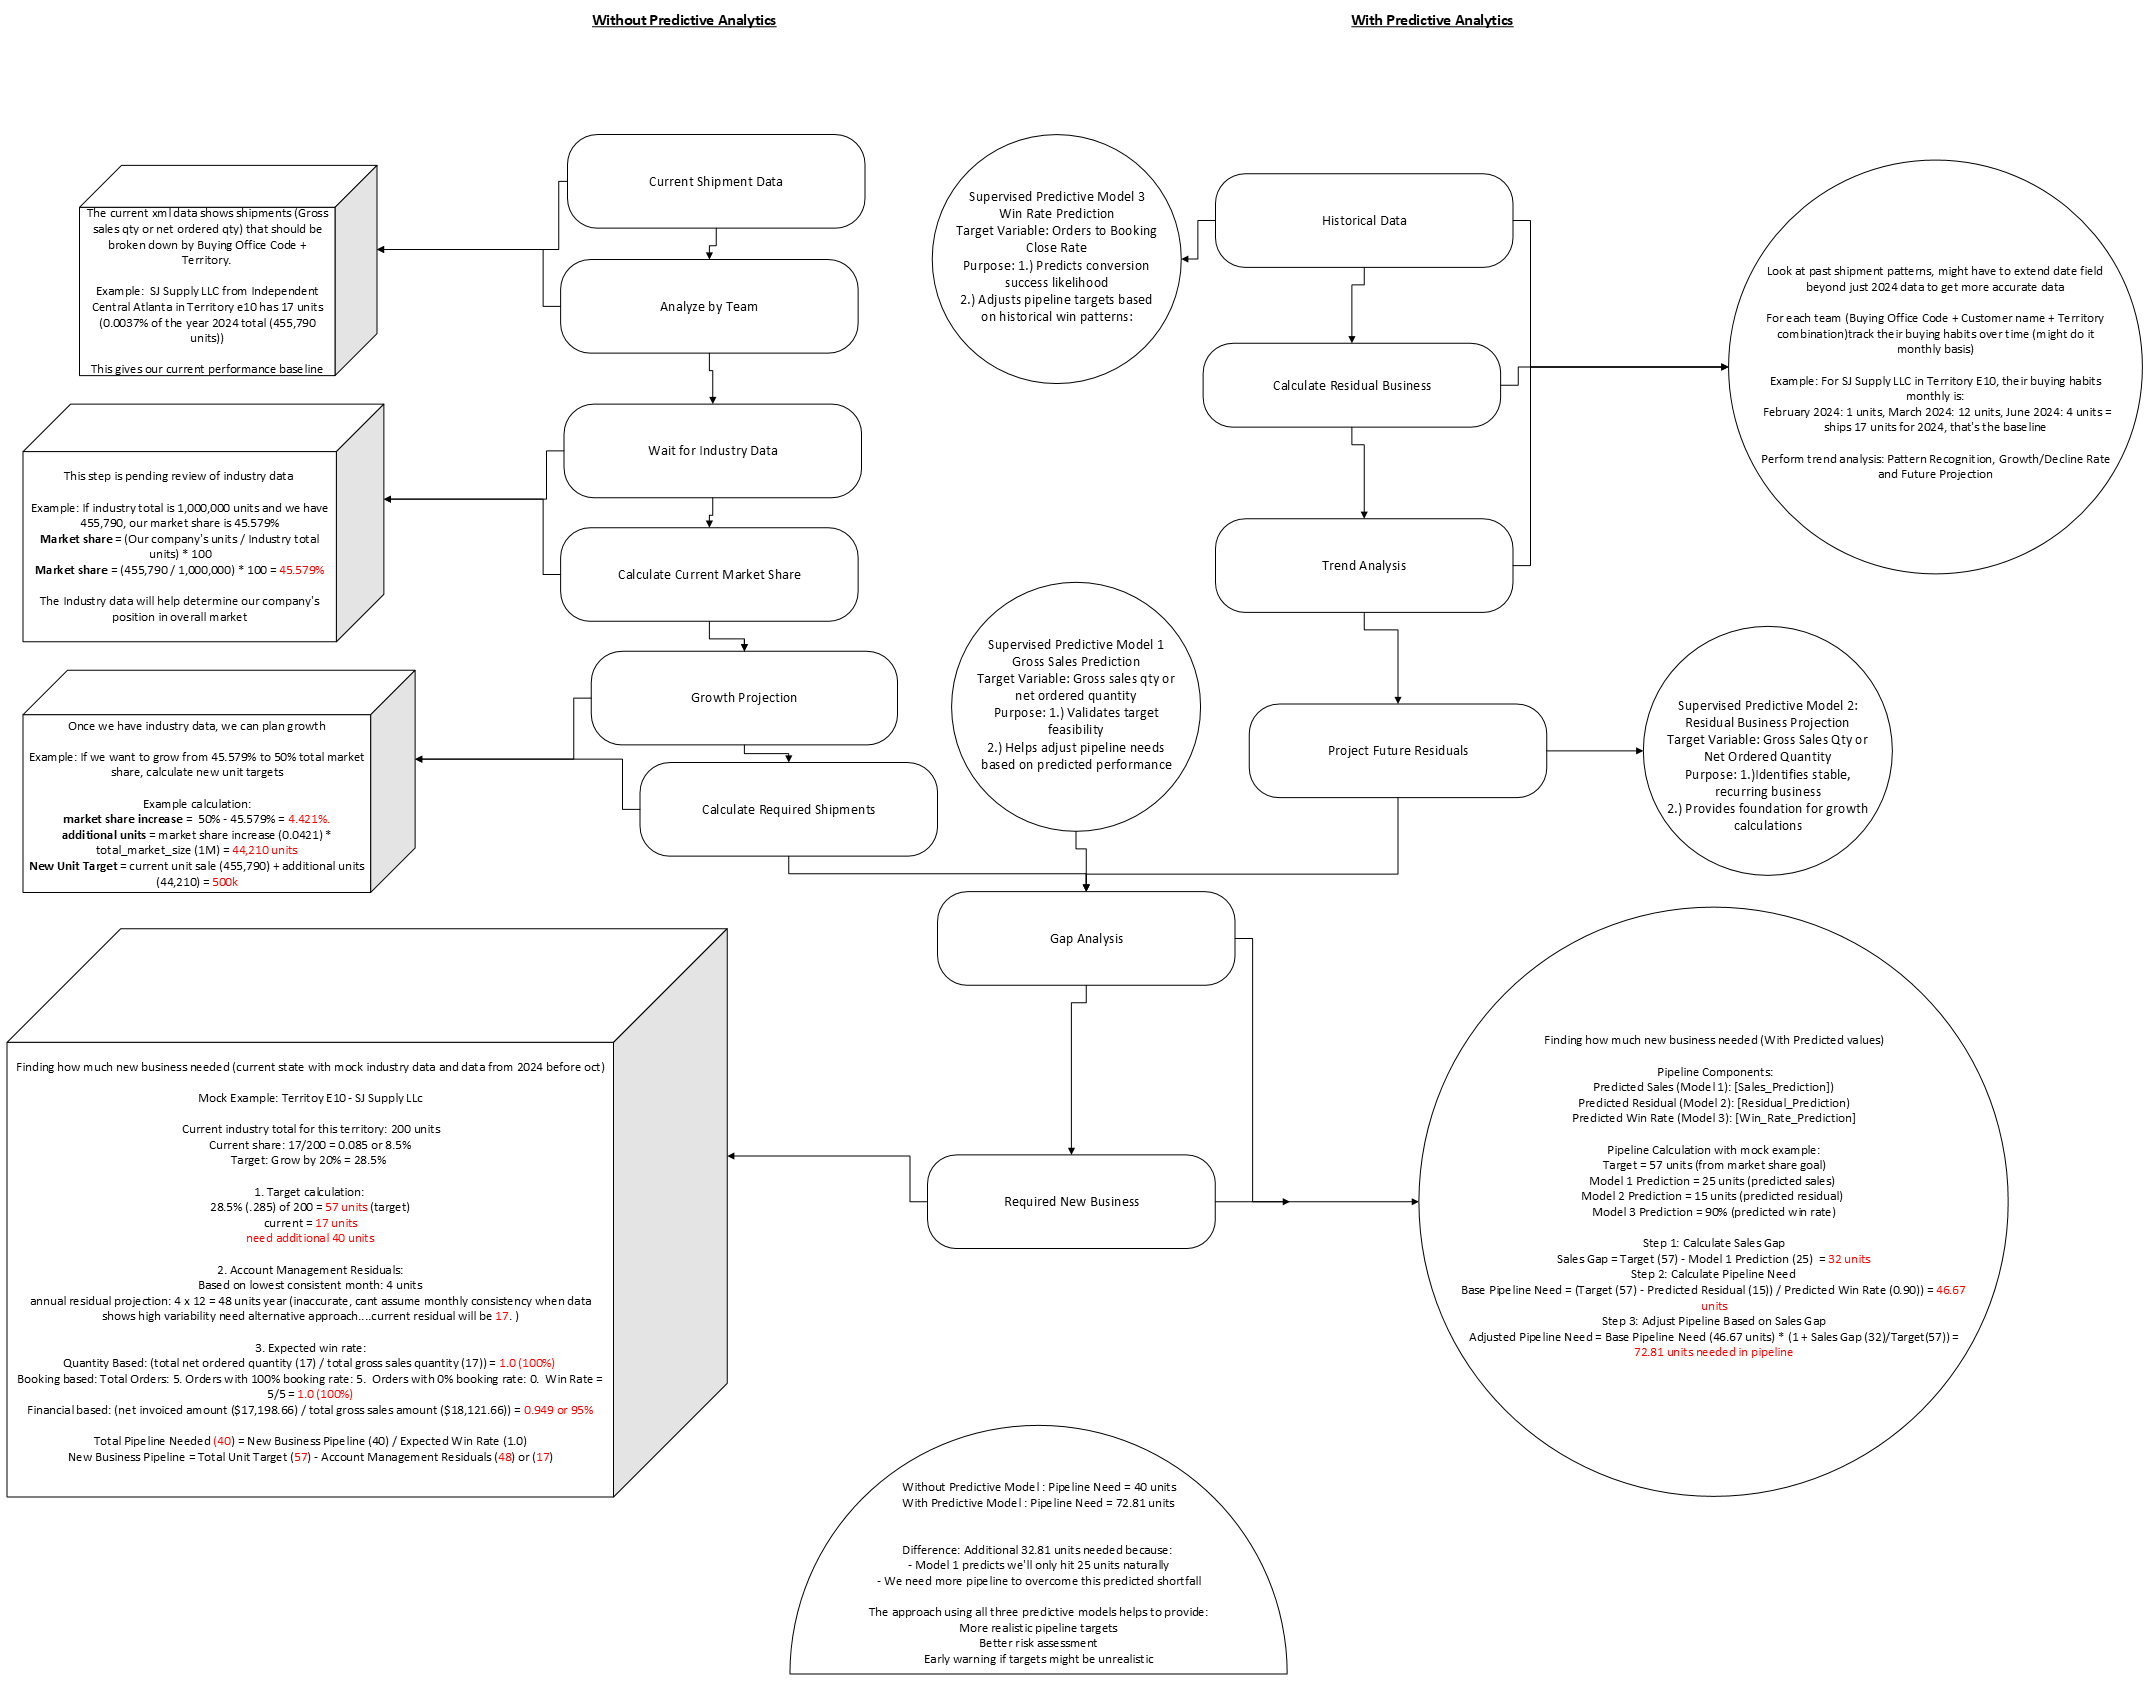 Without Predictive Analytics
With Predictive Analytics
Current Shipment Data
Analyze by Team
Wait for Industry Data
Calculate Current Market Share
Growth Projection
Calculate Required Shipments
The current xml data shows shipments (Gross
sales qty or net ordered qty) that should be
broken down by Buying Office Code +
Territory.
Example:  SJ Supply LLC from Independent
Central Atlanta in Territory e10 has 17 units
(0.0037% of the year 2024 total (455,790
units))
This gives our current performance baseline
This step is pending review of industry data
Example: If industry total is 1,000,000 units and we have
455,790, our market share is 45.579%
Market share = (Our company's units / Industry total
units) * 100
Market share = (455,790 / 1,000,000) * 100 = 45.579%
The Industry data will help determine our company's
position in overall market
Once we have industry data, we can plan growth
Example: If we want to grow from 45.579% to 50% total market
share, calculate new unit targets
Example calculation:
market share increase =  50% - 45.579% = 4.421%.
additional units = market share increase (0.0421) *
total_market_size (1M) = 44,210 units
New Unit Target = current unit sale (455,790) + additional units
(44,210) = 500k
Supervised Predictive Model 3
Win Rate Prediction
Target Variable: Orders to Booking
Close Rate
Purpose: 1.) Predicts conversion
success likelihood
2.) Adjusts pipeline targets based
on historical win patterns:
Historical Data
Calculate Residual Business
Trend Analysis
Project Future Residuals
Look at past shipment patterns, might have to extend date field
beyond just 2024 data to get more accurate data
For each team (Buying Office Code + Customer name + Territory
combination)track their buying habits over time (might do it
monthly basis)
Example: For SJ Supply LLC in Territory E10, their buying habits
monthly is:
February 2024: 1 units, March 2024: 12 units, June 2024: 4 units =
ships 17 units for 2024, that's the baseline
Perform trend analysis: Pattern Recognition, Growth/Decline Rate
and Future Projection
Supervised Predictive Model 1
Gross Sales Prediction
Target Variable: Gross sales qty or
net ordered quantity
Purpose: 1.) Validates target
feasibility
2.) Helps adjust pipeline needs
based on predicted performance
Supervised Predictive Model 2:
Residual Business Projection
Target Variable: Gross Sales Qty or
Net Ordered Quantity
Purpose: 1.)Identifies stable,
recurring business
2.) Provides foundation for growth
calculations
Gap Analysis
Required New Business
Finding how much new business needed (current state with mock industry data and data from 2024 before oct)
Mock Example: Territoy E10 - SJ Supply LLc
Current industry total for this territory: 200 units
Current share: 17/200 = 0.085 or 8.5%
Target: Grow by 20% = 28.5%
1. Target calculation:
28.5% (.285) of 200 = 57 units (target)
current = 17 units
need additional 40 units
2. Account Management Residuals:
Based on lowest consistent month: 4 units
annual residual projection: 4 x 12 = 48 units year (inaccurate, cant assume monthly consistency when data
shows high variability need alternative approach....current residual will be 17. )
3. Expected win rate:
Quantity Based: (total net ordered quantity (17) / total gross sales quantity (17)) = 1.0 (100%)
Booking based: Total Orders: 5. Orders with 100% booking rate: 5.  Orders with 0% booking rate: 0.  Win Rate =
5/5 = 1.0 (100%)
Financial based: (net invoiced amount ($17,198.66) / total gross sales amount ($18,121.66)) = 0.949 or 95%
Total Pipeline Needed (40) = New Business Pipeline (40) / Expected Win Rate (1.0)
New Business Pipeline = Total Unit Target (57) - Account Management Residuals (48) or (17)
Finding how much new business needed (With Predicted values)
Pipeline Components:
Predicted Sales (Model 1): [Sales_Prediction])
Predicted Residual (Model 2): [Residual_Prediction)
Predicted Win Rate (Model 3): [Win_Rate_Prediction]
Pipeline Calculation with mock example:
Target = 57 units (from market share goal)
Model 1 Prediction = 25 units (predicted sales)
Model 2 Prediction = 15 units (predicted residual)
Model 3 Prediction = 90% (predicted win rate)
Step 1: Calculate Sales Gap
Sales Gap = Target (57) - Model 1 Prediction (25)  = 32 units
Step 2: Calculate Pipeline Need
Base Pipeline Need = (Target (57) - Predicted Residual (15)) / Predicted Win Rate (0.90)) = 46.67
units
Step 3: Adjust Pipeline Based on Sales Gap
Adjusted Pipeline Need = Base Pipeline Need (46.67 units) * (1 + Sales Gap (32)/Target(57)) =
72.81 units needed in pipeline
Without Predictive Model : Pipeline Need = 40 units
With Predictive Model : Pipeline Need = 72.81 units
Difference: Additional 32.81 units needed because:
- Model 1 predicts we'll only hit 25 units naturally
- We need more pipeline to overcome this predicted shortfall
The approach using all three predictive models helps to provide:
More realistic pipeline targets
Better risk assessment
Early warning if targets might be unrealistic